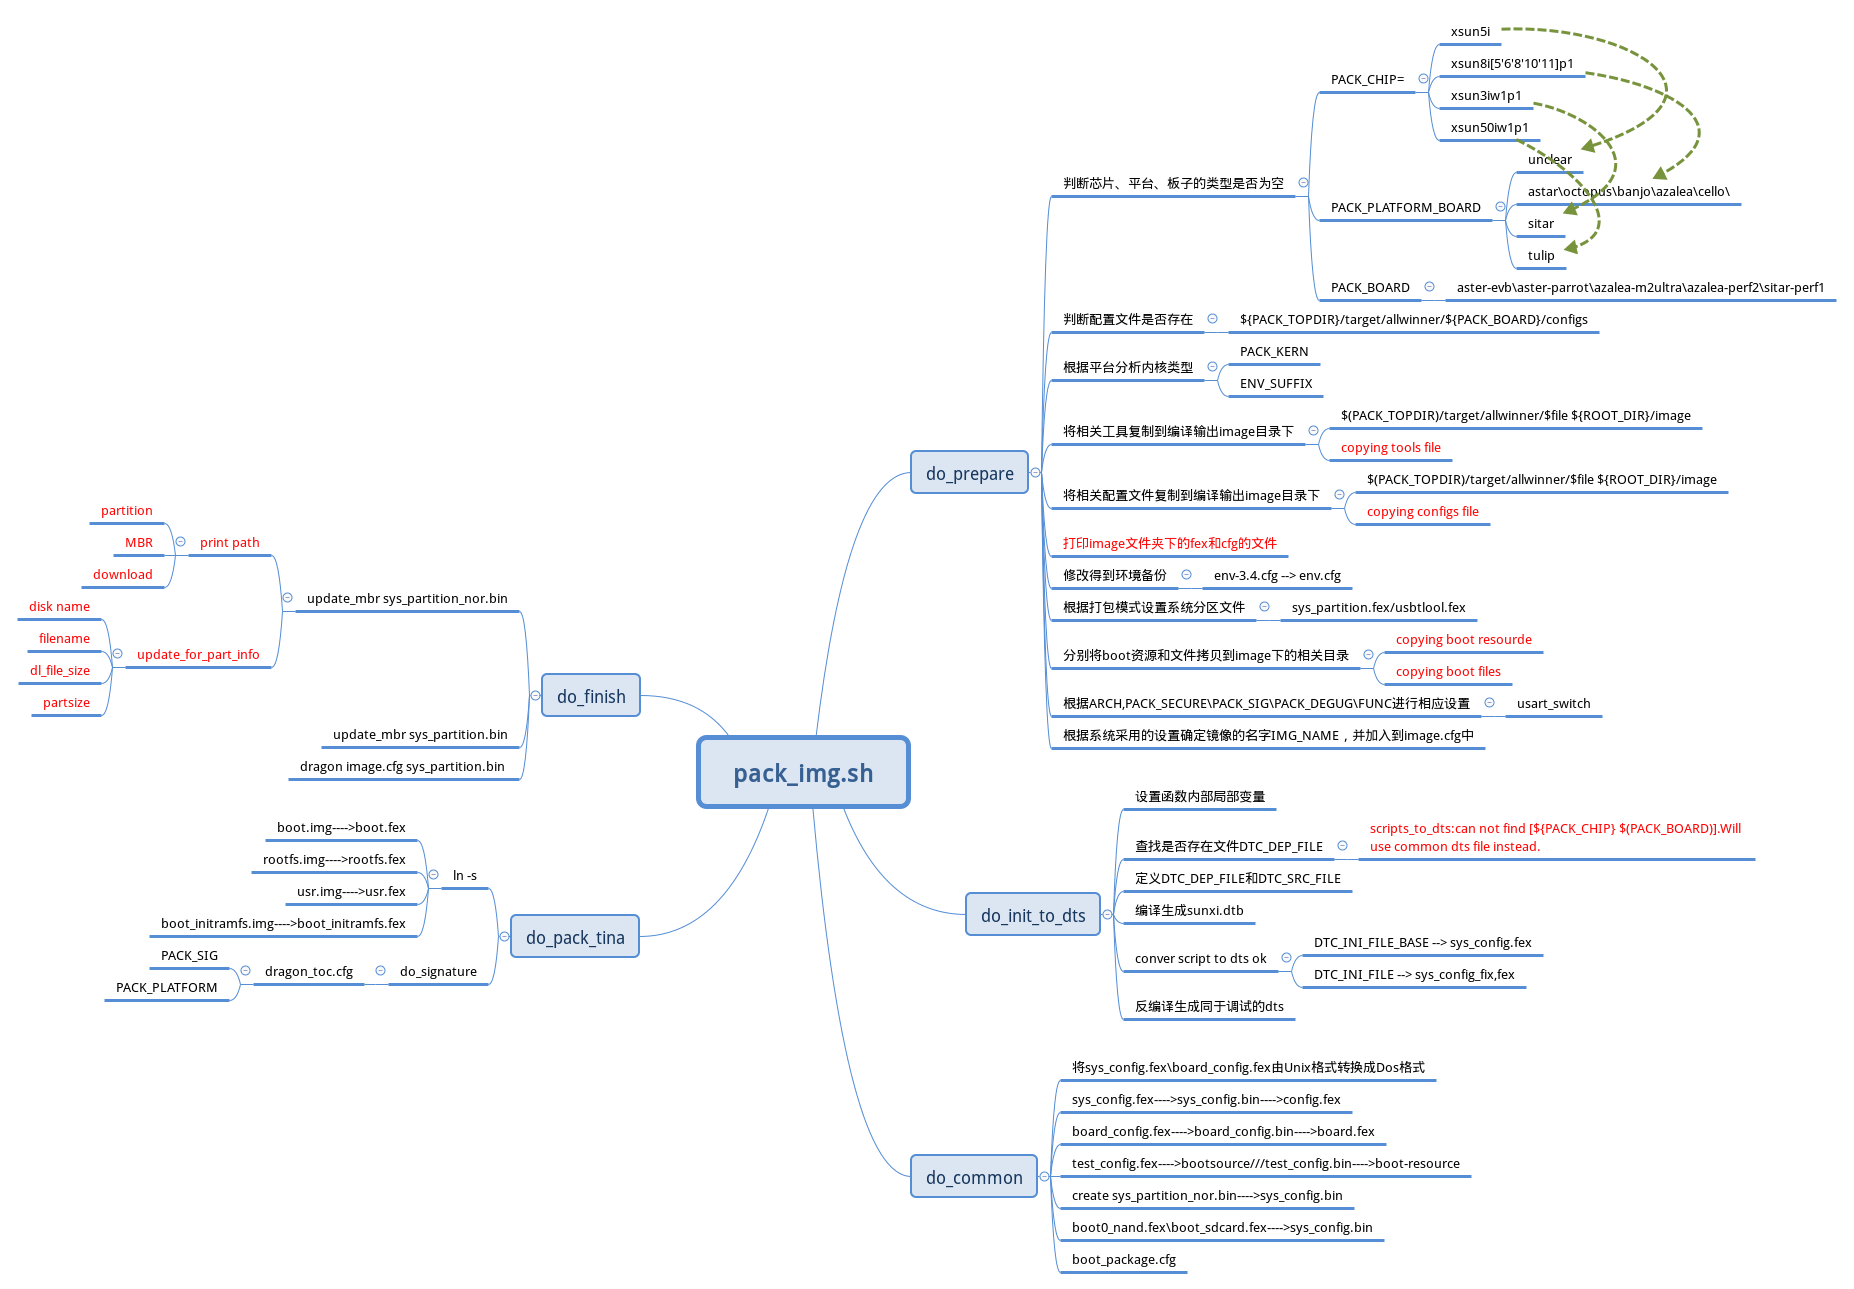 pack_img.sh
do_prepare
判断芯片、平台、板子的类型是否为空
PACK_CHIP=
xsun5i
xsun8i[5'6'8'10'11]p1
xsun3iw1p1
xsun50iw1p1
PACK_PLATFORM_BOARD
unclear
astar\octopus\banjo\azalea\cello\
sitar
tulip
PACK_BOARD
aster-evb\aster-parrot\azalea-m2ultra\azalea-perf2\sitar-perf1
判断配置文件是否存在
${PACK_TOPDIR}/target/allwinner/${PACK_BOARD}/configs
根据平台分析内核类型
PACK_KERN
ENV_SUFFIX
将相关工具复制到编译输出image目录下
$(PACK_TOPDIR)/target/allwinner/$file ${ROOT_DIR}/image
copying tools file
将相关配置文件复制到编译输出image目录下
$(PACK_TOPDIR)/target/allwinner/$file ${ROOT_DIR}/image
copying configs file
打印image文件夹下的fex和cfg的文件
修改得到环境备份
env-3.4.cfg --> env.cfg
根据打包模式设置系统分区文件
sys_partition.fex/usbtlool.fex
分别将boot资源和文件拷贝到image下的相关目录
copying boot resourde
copying boot files
根据ARCH,PACK_SECURE\PACK_SIG\PACK_DEGUG\FUNC进行相应设置
usart_switch
根据系统采用的设置确定镜像的名字IMG_NAME，并加入到image.cfg中
do_init_to_dts
设置函数内部局部变量
查找是否存在文件DTC_DEP_FILE
scripts_to_dts:can not find [${PACK_CHIP} $(PACK_BOARD)].Will
use common dts file instead.
定义DTC_DEP_FILE和DTC_SRC_FILE
编译生成sunxi.dtb
conver script to dts ok
DTC_INI_FILE_BASE --> sys_config.fex
DTC_INI_FILE --> sys_config_fix,fex
反编译生成同于调试的dts
do_common
将sys_config.fex\board_config.fex由Unix格式转换成Dos格式
sys_config.fex---->sys_config.bin---->config.fex
board_config.fex---->board_config.bin---->board.fex
test_config.fex---->bootsource///test_config.bin---->boot-resource
create sys_partition_nor.bin---->sys_config.bin
boot0_nand.fex\boot_sdcard.fex---->sys_config.bin
boot_package.cfg
do_finish
update_mbr sys_partition_nor.bin
print path
partition
MBR
download
update_for_part_info
disk name
filename
dl_file_size
partsize
update_mbr sys_partition.bin
dragon image.cfg sys_partition.bin
do_pack_tina
ln -s
boot.img---->boot.fex
rootfs.img---->rootfs.fex
usr.img---->usr.fex
boot_initramfs.img---->boot_initramfs.fex
do_signature
dragon_toc.cfg
PACK_SIG
PACK_PLATFORM